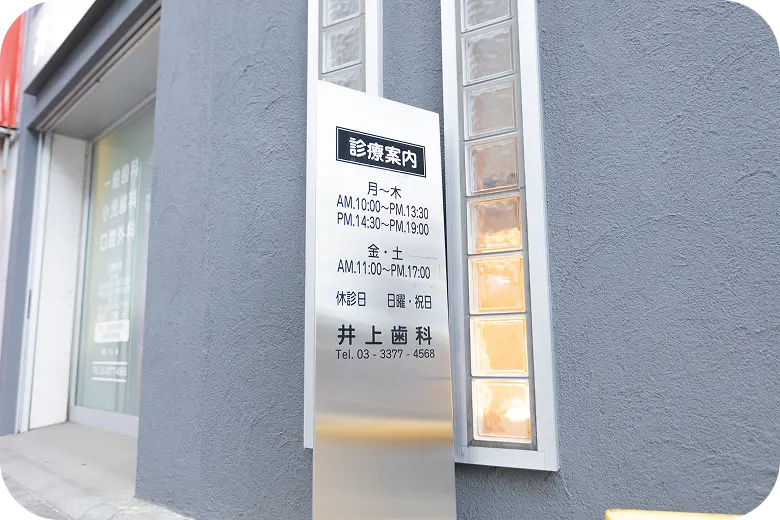 診療案内
月〜木
AM.10:00〜PM.13:30
PM.14:30〜PM.19:00
金・土
AM.11:00〜PM.17:00
休診日 日曜・祝日
井上歯科
Tel. 03 - 3377 - 4568